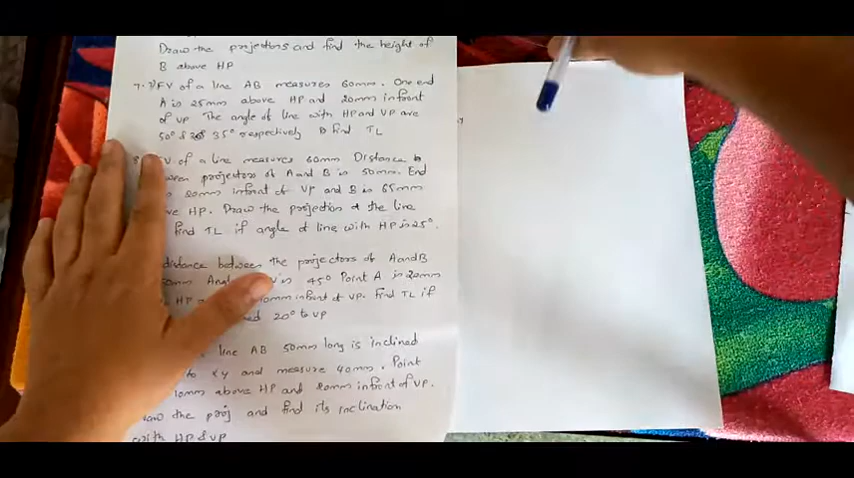 Draw the projectors and find the height of
B above HP
7. FV of a line AB measures 60mm. One end
A is 25mm above HP and 20mm infront
of VP The angle of line with HP and VP are
50° & 35° respectively find TL
FV of a line measures 60mm Distance b
ween projectors of A and B is 50mm. End
20mm infront of VP and B is 65mm
ve HP. Draw the projection of the line
find TL if angle of line with HP is 25°.
distance between the projectors of A and B
50mm 45° Point A is 20mm
HP 10mm infront of VP. Find TL if
20° to VP
line AB 50mm long is inclined
to xy and measure 40mm. Point
10mm above HP and 20mm infront of VP.
the proj and find its inclination
with HP & VP